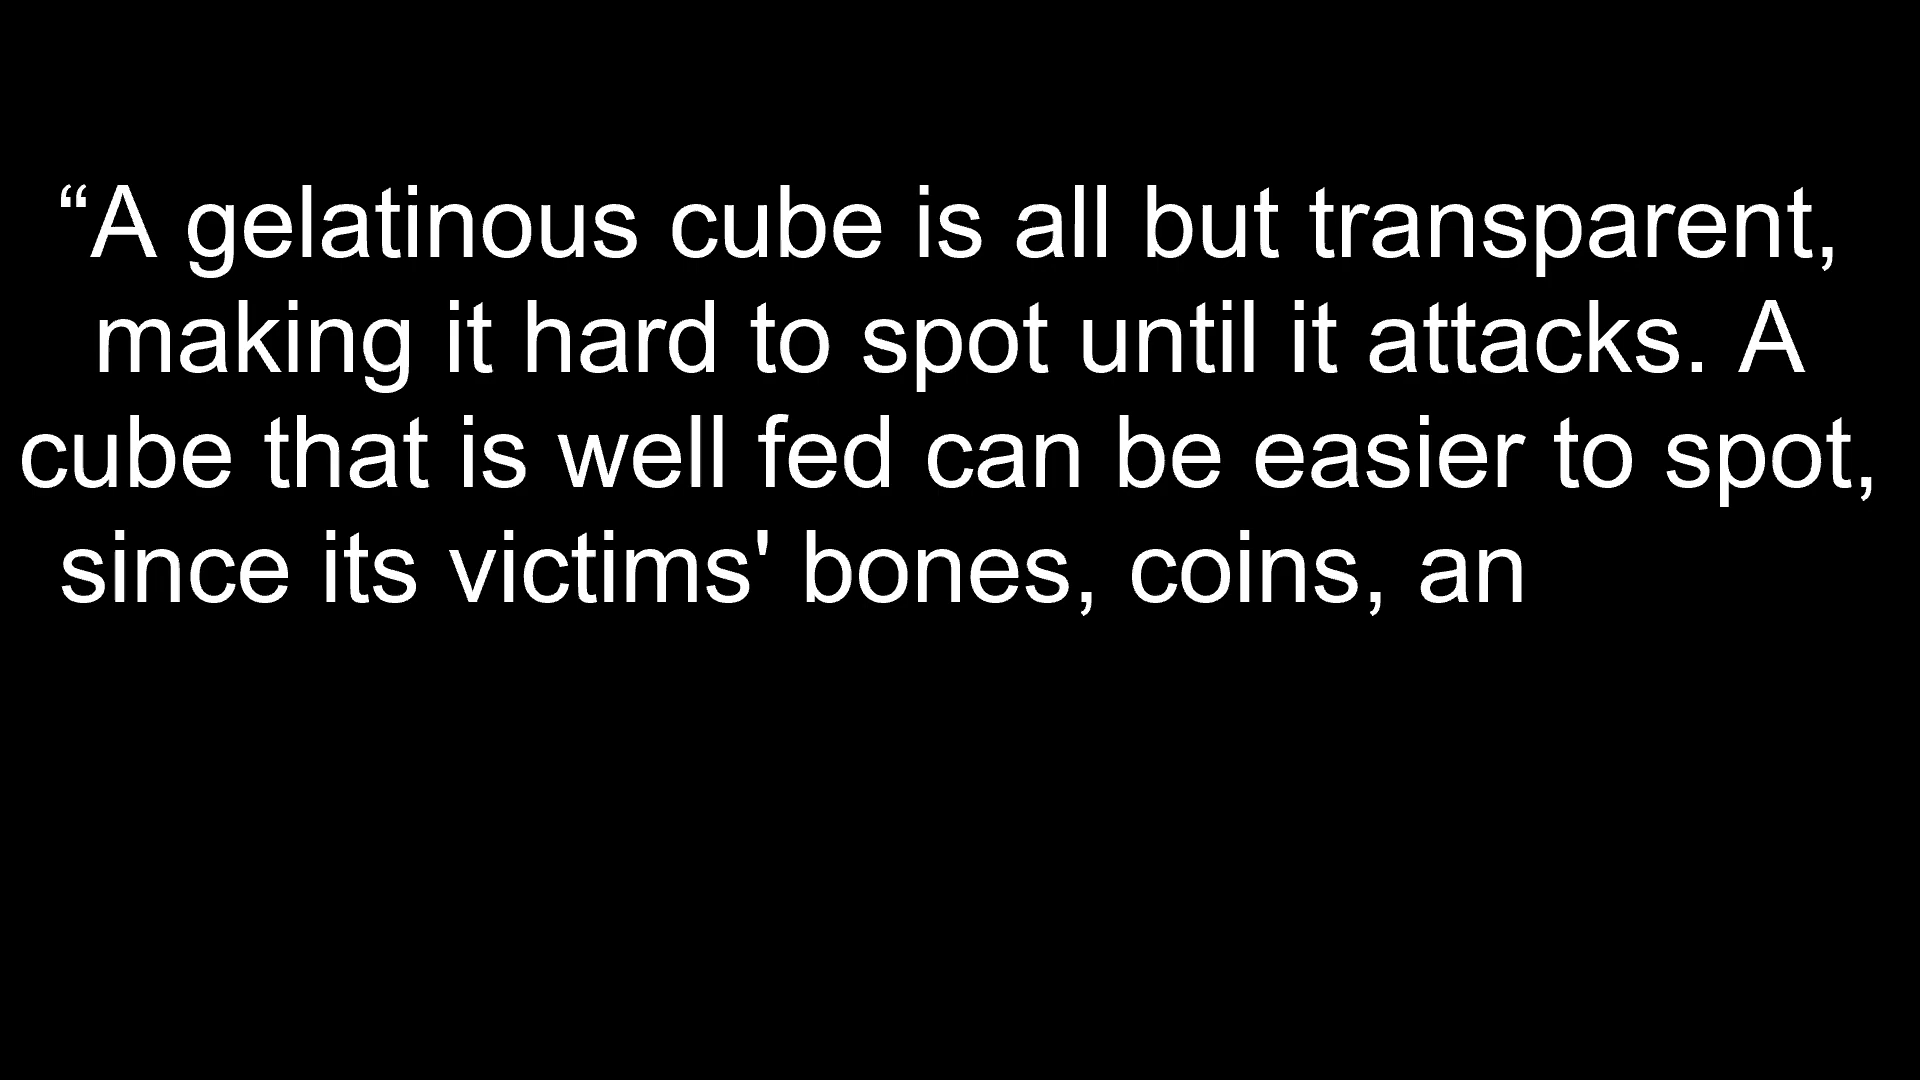 “A gelatinous cube is all but transparent,
making it hard to spot until it attacks. A
cube that is well fed can be easier to spot,
since its victims' bones, coins, an